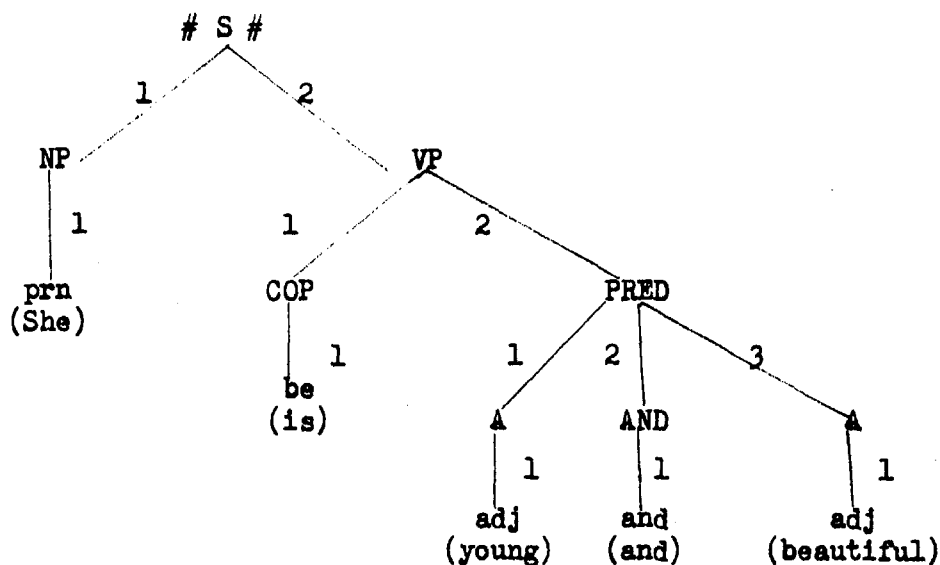 # S #
1 2
NP VP
1 1 2
prn COP PRED
(She)
1 1 2 3
be
(is) A AND A
1 1 1
adj and adj
(young) (and) (beautiful)